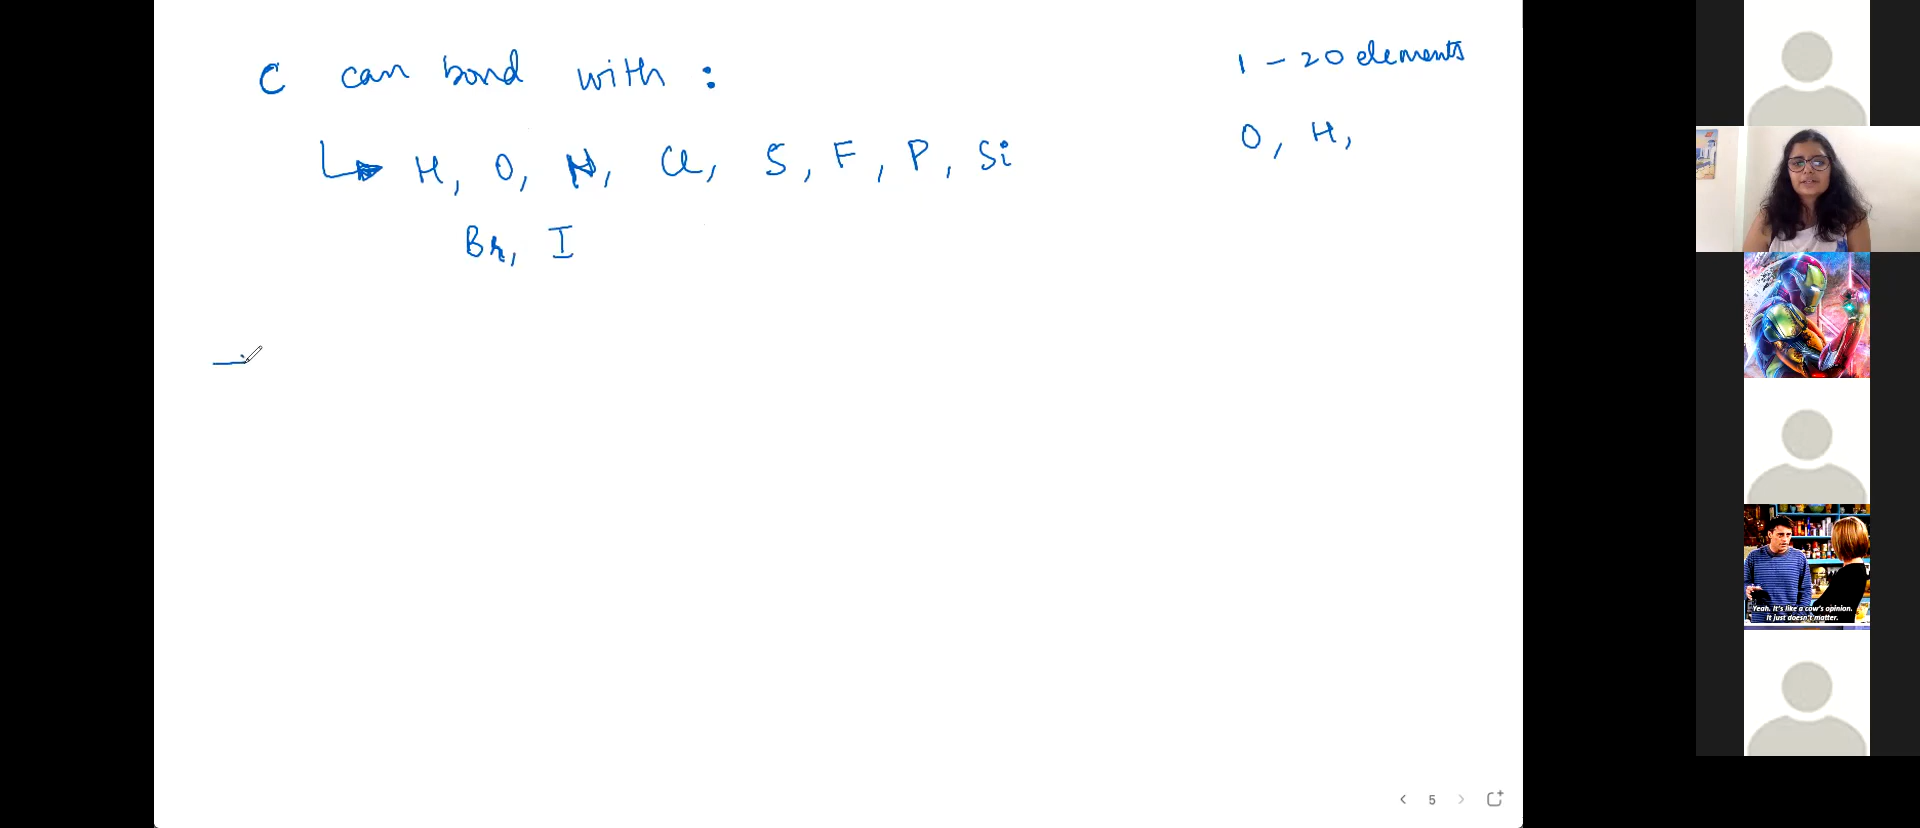 C can bond with :
H, O, N, Cl, S, F, P, Si
Br, I
1 - 20 elements
O, H,
Yeah. It's like a cow's opinion.
It just doesn't matter.
5